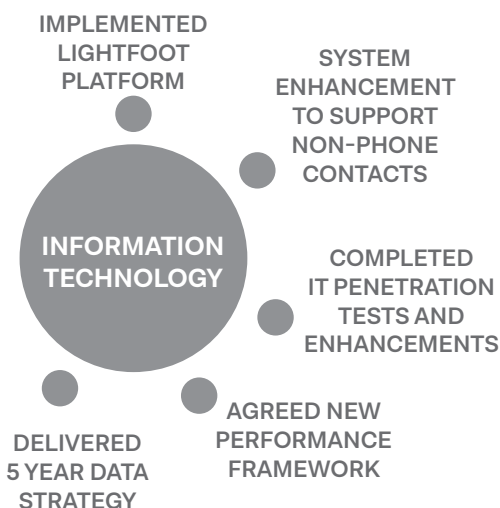 IMPLEMENTED
LIGHTFOOT
PLATFORM
SYSTEM
ENHANCEMENT
TO SUPPORT
NON-PHONE
CONTACTS
INFORMATION
TECHNOLOGY
COMPLETED
IT PENETRATION
TESTS AND
ENHANCEMENTS
AGREED NEW
PERFORMANCE
FRAMEWORK
DELIVERED
5 YEAR DATA
STRATEGY